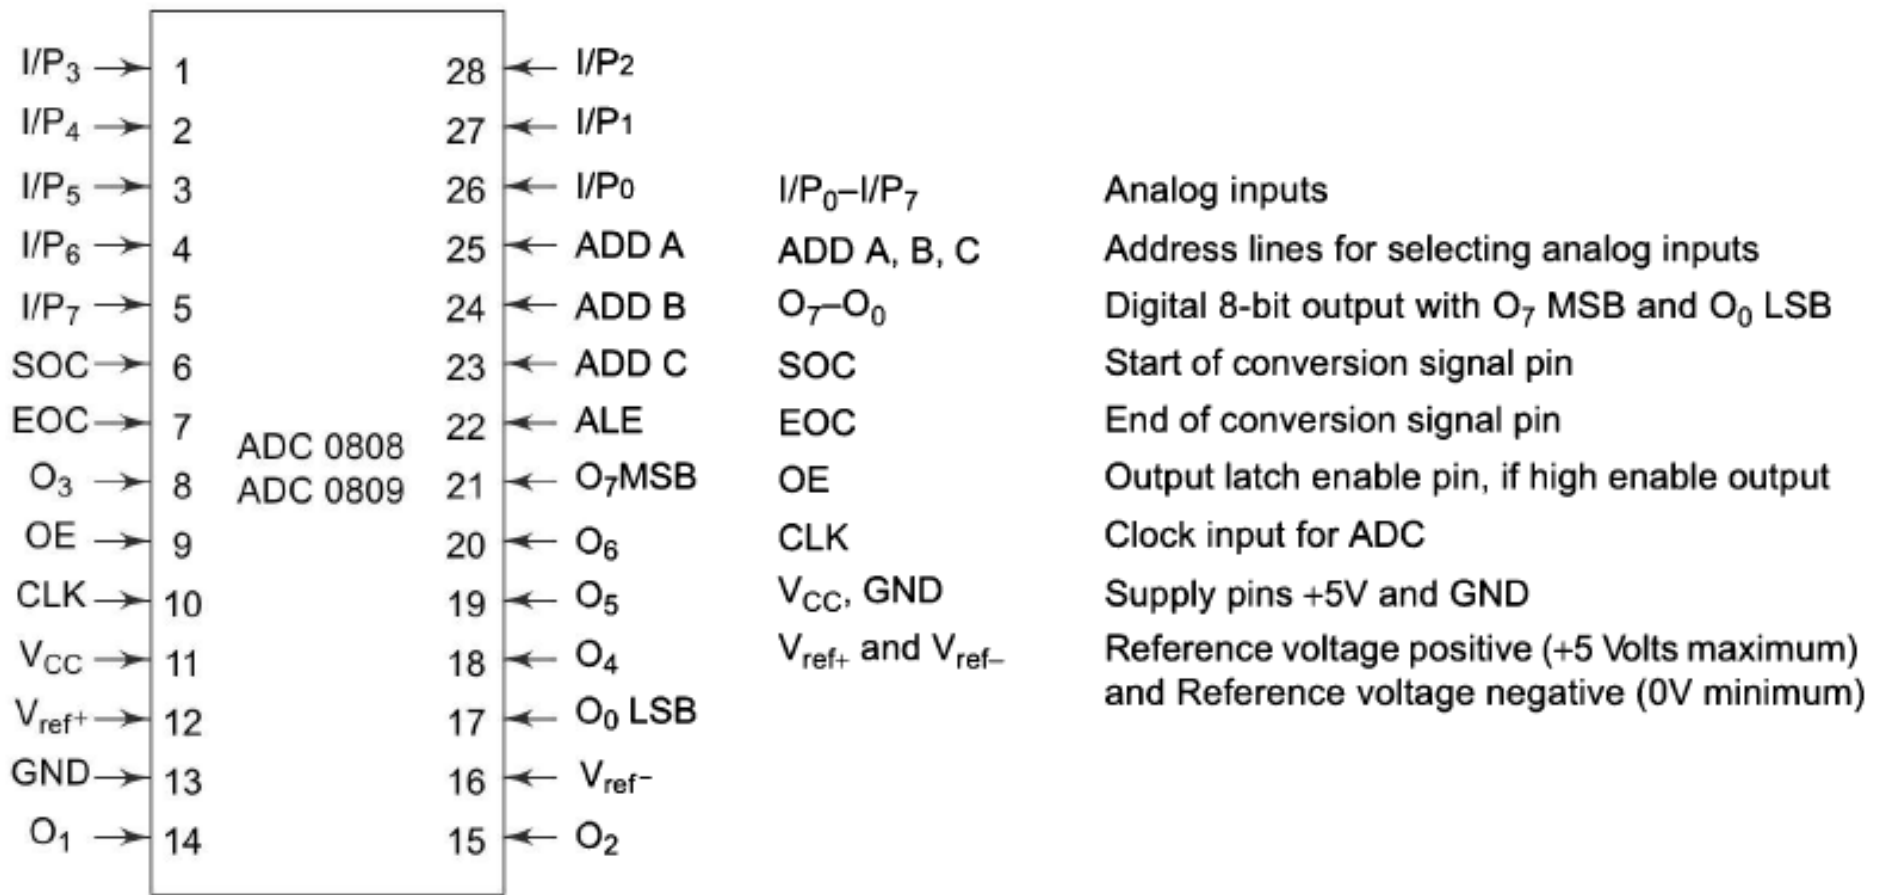 I/P₃ 1 28 I/P2
I/P₄ 2 27 I/P1
I/P₅ 3 26 I/P0 I/P₀–I/P₇ Analog inputs
I/P₆ 4 25 ADD A ADD A, B, C Address lines for selecting analog inputs
I/P₇ 5 24 ADD B O₇–O₀ Digital 8-bit output with O₇ MSB and O₀ LSB
SOC 6 23 ADD C SOC Start of conversion signal pin
EOC 7 22 ALE EOC End of conversion signal pin
ADC 0808
O₃ 8 21 O₇MSB OE Output latch enable pin, if high enable output
ADC 0809
OE 9 20 O₆ CLK Clock input for ADC
CLK 10 19 O₅ V_CC, GND Supply pins +5V and GND
V_CC 11 18 O₄ V_ref+ and V_ref– Reference voltage positive (+5 Volts maximum)
and Reference voltage negative (0V minimum)
V_ref+ 12 17 O₀ LSB
GND 13 16 V_ref-
O₁ 14 15 O₂